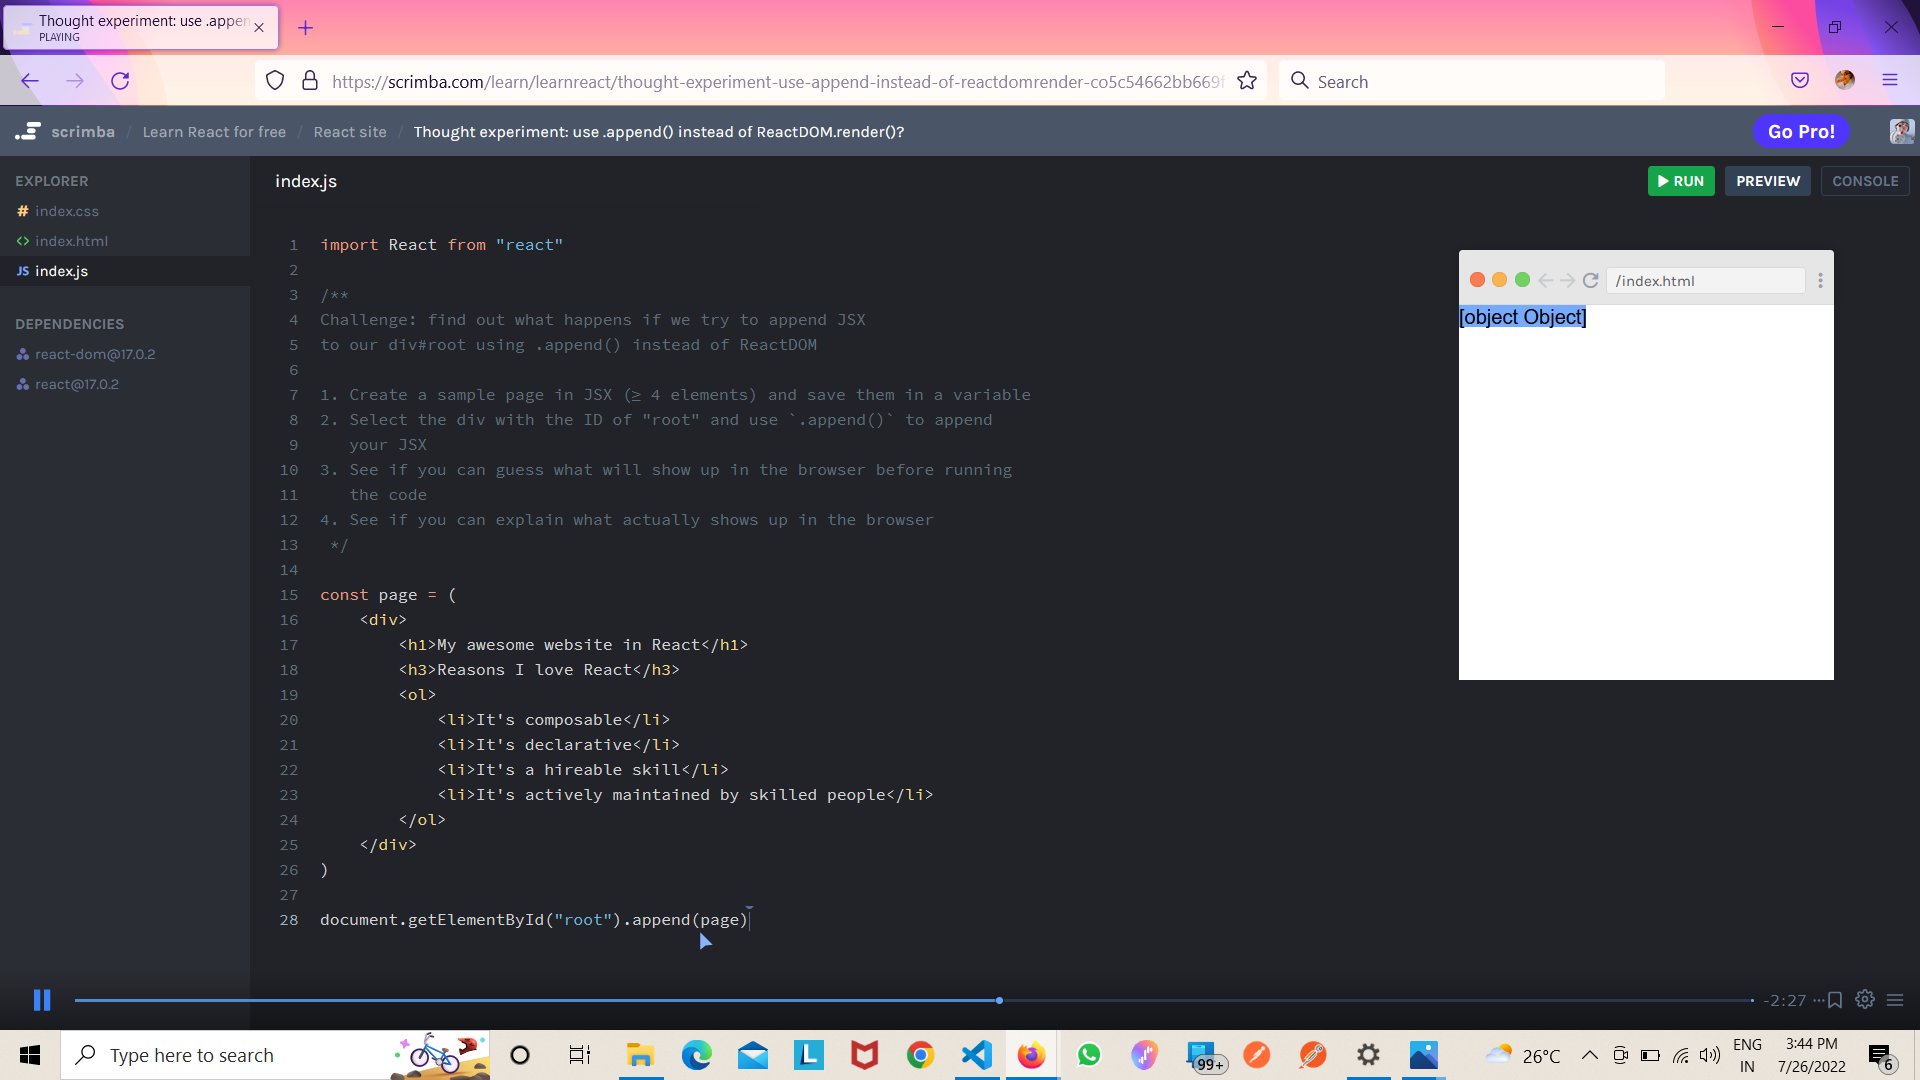 Thought experiment: use .appen
PLAYING
https://scrimba.com/learn/learnreact/thought-experiment-use-append-instead-of-reactdomrender-co5c54662bb669f
Search
scrimba / Learn React for free / React site / Thought experiment: use .append() instead of ReactDOM.render()?
Go Pro!
EXPLORER
# index.css
<> index.html
JS index.js
DEPENDENCIES
react-dom@17.0.2
react@17.0.2
index.js
RUN
PREVIEW
CONSOLE
1 import React from "react"
2
3 /**
4 Challenge: find out what happens if we try to append JSX
5 to our div#root using .append() instead of ReactDOM
6
7 1. Create a sample page in JSX (≥ 4 elements) and save them in a variable
8 2. Select the div with the ID of "root" and use `.append()` to append
9 your JSX
10 3. See if you can guess what will show up in the browser before running
11 the code
12 4. See if you can explain what actually shows up in the browser
13 */
14
15 const page = (
16 <div>
17 <h1>My awesome website in React</h1>
18 <h3>Reasons I love React</h3>
19 <ol>
20 <li>It's composable</li>
21 <li>It's declarative</li>
22 <li>It's a hireable skill</li>
23 <li>It's actively maintained by skilled people</li>
24 </ol>
25 </div>
26 )
27
28 document.getElementById("root").append(page)
/index.html
[object Object]
-2:27
Type here to search
L
99+
26°C
ENG
IN
3:44 PM
7/26/2022
6